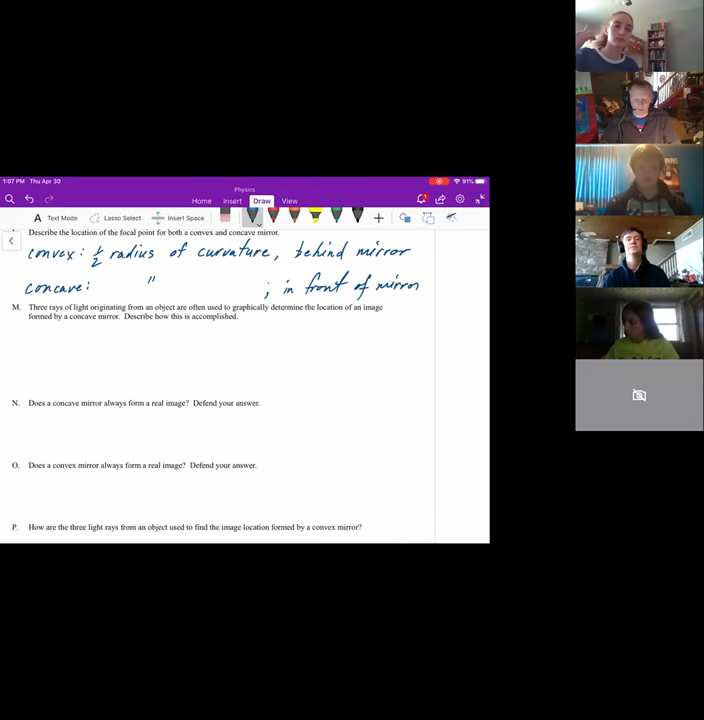 1:07 PM Thu Apr 30
91%
Physics
Home Insert Draw View
Text Mode Lasso Select Insert Space
Describe the location of the focal point for both a convex and concave mirror.
convex: ½ radius of curvature, behind mirror
concave: " ; in front of mirror
M. Three rays of light originating from an object are often used to graphically determine the location of an image
formed by a concave mirror. Describe how this is accomplished.
N. Does a concave mirror always form a real image? Defend your answer.
O. Does a convex mirror always form a real image? Defend your answer.
P. How are the three light rays from an object used to find the image location formed by a convex mirror?